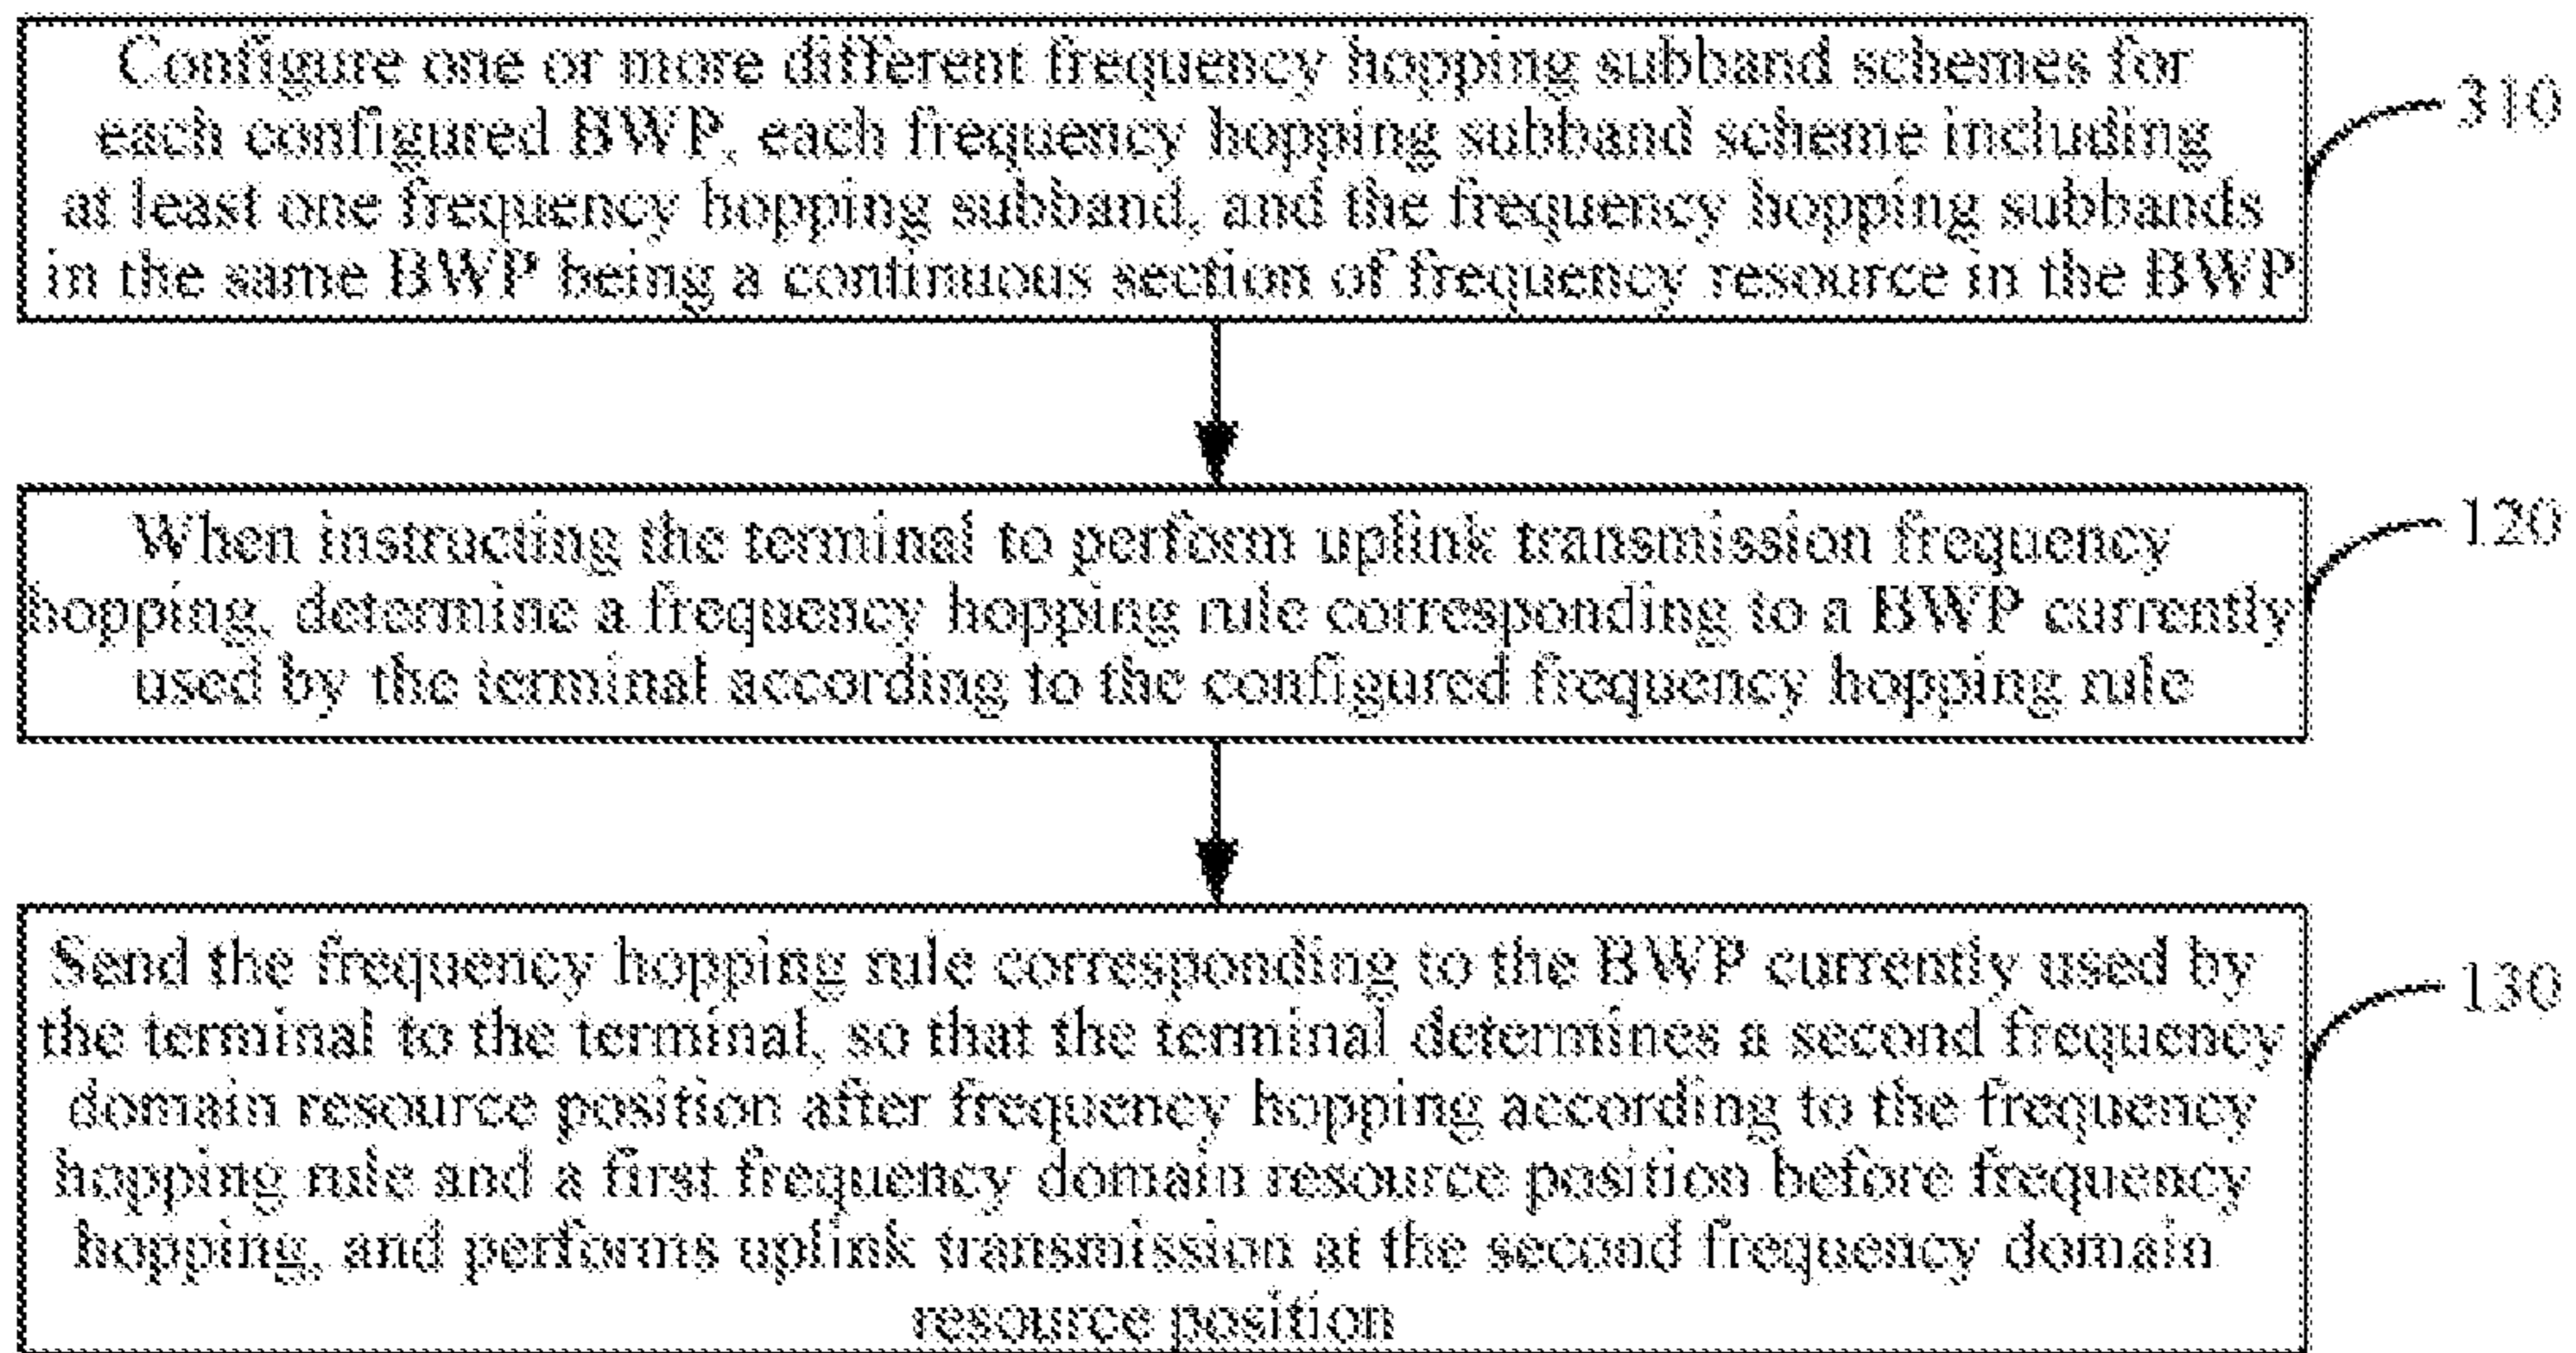 Configure one or more different frequency hopping subband schemes for
each configured BWP, each frequency hopping subband scheme including
at least one frequency hopping subband, and the frequency hopping subbands
in the same BWP being a continuous section of frequency resource in the BWP
310
When instructing the terminal to perform uplink transmission frequency
hopping, determine a frequency hopping rule corresponding to a BWP currently
used by the terminal according to the configured frequency hopping rule
120
Send the frequency hopping rule corresponding to the BWP currently used by
the terminal to the terminal, so that the terminal determines a second frequency
domain resource position after frequency hopping according to the frequency
hopping rule and a first frequency domain resource position before frequency
hopping, and performs uplink transmission at the second frequency domain
resource position
130